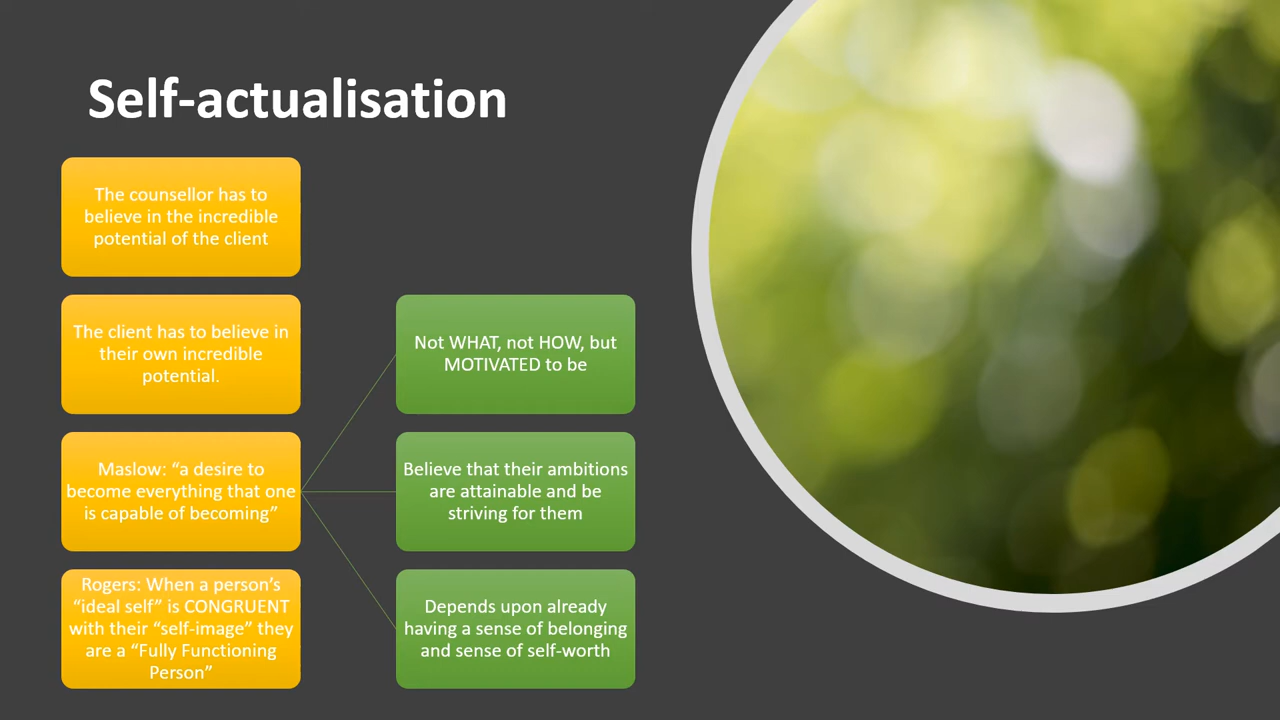 Self-actualisation
The counsellor has to
believe in the incredible
potential of the client
The client has to believe in
their own incredible
potential.
Maslow: “a desire to
become everything that one
is capable of becoming”
Not WHAT, not HOW, but
MOTIVATED to be
Believe that their ambitions
are attainable and be
striving for them
Depends upon already
having a sense of belonging
and sense of self-worth
Rogers: When a person’s
“ideal self” is CONGRUENT
with their “self-image” they
are a “Fully Functioning
Person”